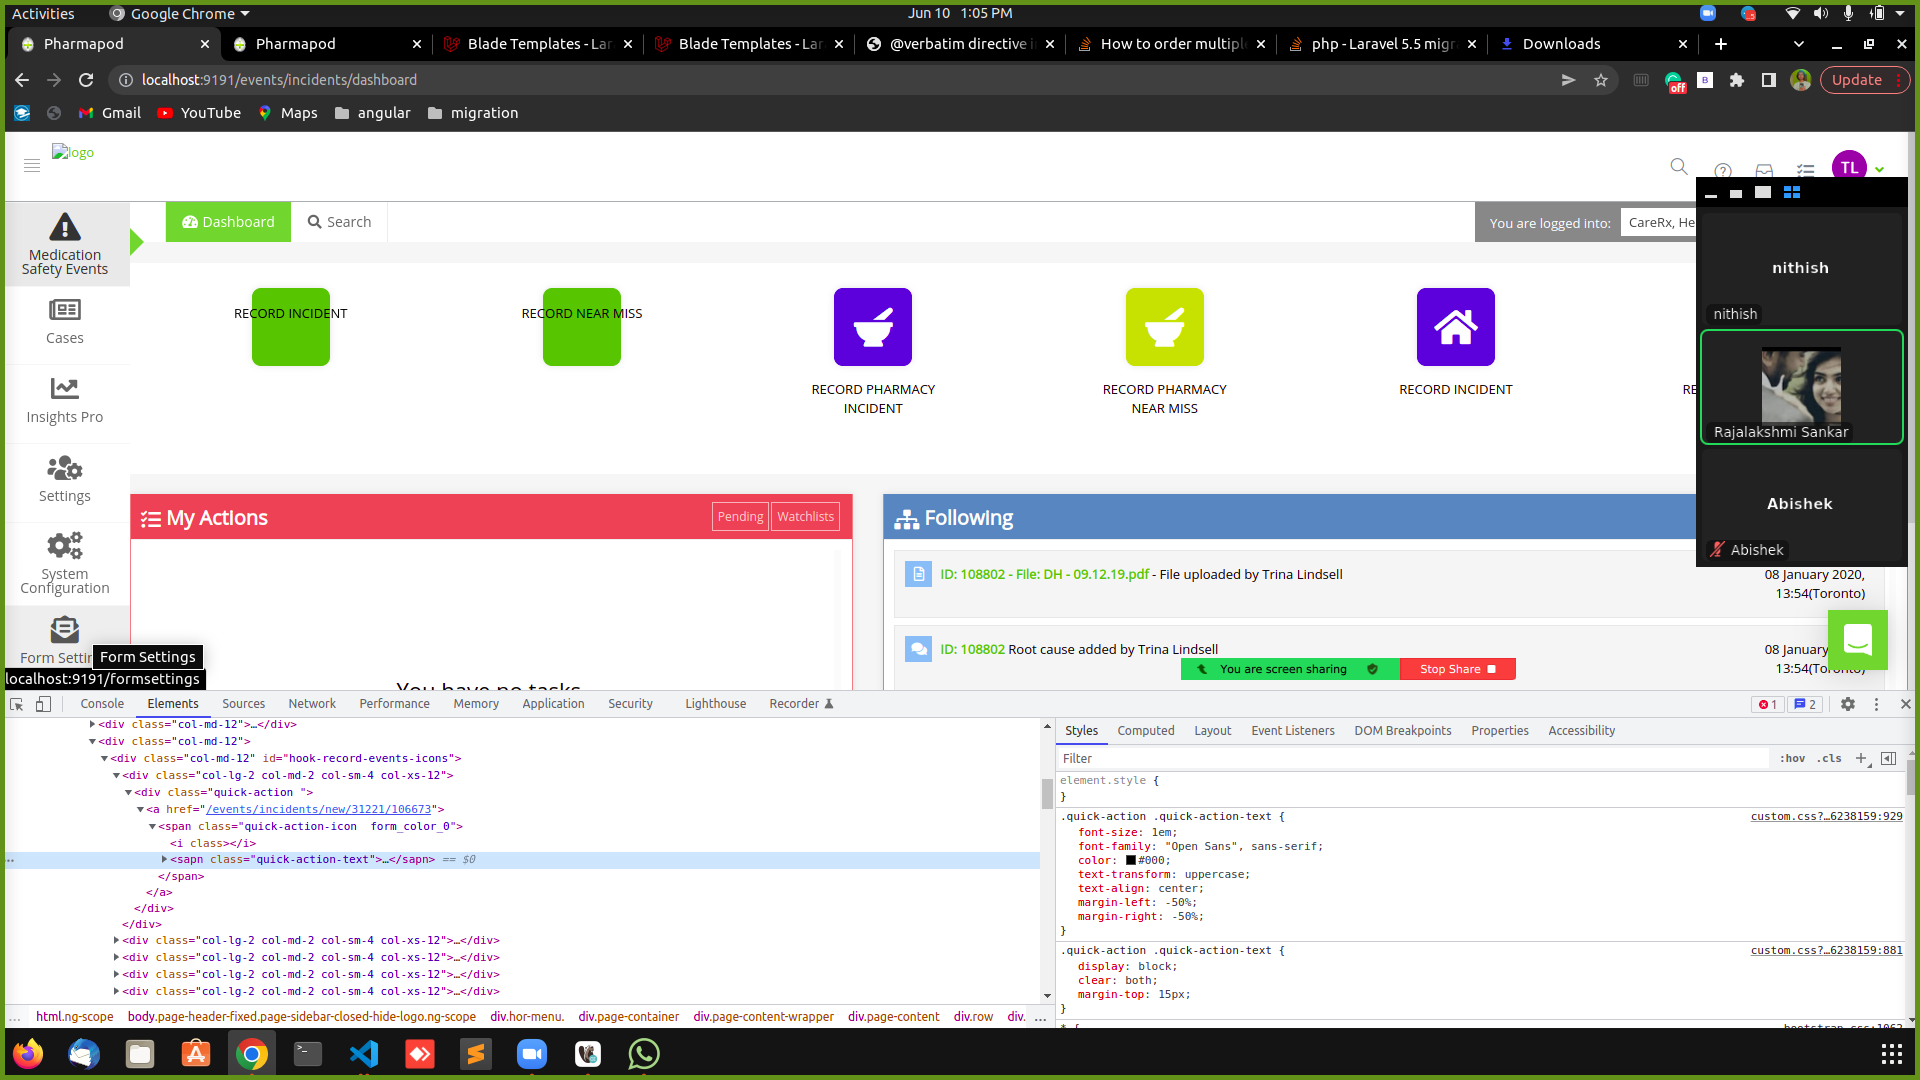 Activities Google Chrome Jun 10 1:05 PM
Pharmapod Pharmapod Blade Templates - Lar Blade Templates - Lar @verbatim directive i How to order multipl php - Laravel 5.5 migr Downloads
localhost:9191/events/incidents/dashboard off B Update
Gmail YouTube Maps angular migration
logo TL
Dashboard Search You are logged into: CareRx, He
Medication
Safety Events
Cases
Insights Pro
Settings
System
Configuration
Form Settin
Form Settings
localhost:9191/formsettings
RECORD INCIDENT
RECORD NEAR MISS
RECORD PHARMACY
INCIDENT
RECORD PHARMACY
NEAR MISS
RECORD INCIDENT
RE
nithish
nithish
Rajalakshmi Sankar
Abishek
Abishek
My Actions Pending Watchlists
You have no tasks
Following
ID: 108802 - File: DH - 09.12.19.pdf - File uploaded by Trina Lindsell
08 January 2020,
13:54(Toronto)
ID: 108802 Root cause added by Trina Lindsell
08 January
13:54(Toronto)
You are screen sharing Stop Share
Console Elements Sources Network Performance Memory Application Security Lighthouse Recorder 1 2
<div class="col-md-12">…</div>
<div class="col-md-12">
<div class="col-md-12" id="hook-record-events-icons">
<div class="col-lg-2 col-md-2 col-sm-4 col-xs-12">
<div class="quick-action ">
<a href="/events/incidents/new/31221/106673">
<span class="quick-action-icon  form_color_0">
<i class></i>
<sapn class="quick-action-text">…</sapn> == $0
</span>
</a>
</div>
</div>
<div class="col-lg-2 col-md-2 col-sm-4 col-xs-12">…</div>
<div class="col-lg-2 col-md-2 col-sm-4 col-xs-12">…</div>
<div class="col-lg-2 col-md-2 col-sm-4 col-xs-12">…</div>
<div class="col-lg-2 col-md-2 col-sm-4 col-xs-12">…</div>
... html.ng-scope body.page-header-fixed.page-sidebar-closed-hide-logo.ng-scope div.hor-menu. div.page-container div.page-content-wrapper div.page-content div.row div. ...
Styles Computed Layout Event Listeners DOM Breakpoints Properties Accessibility
Filter :hov .cls
element.style {
}
.quick-action .quick-action-text { custom.css?…6238159:929
font-size: 1em;
font-family: "Open Sans", sans-serif;
color: #000;
text-transform: uppercase;
text-align: center;
margin-left: -50%;
margin-right: -50%;
}
.quick-action .quick-action-text { custom.css?…6238159:881
display: block;
clear: both;
margin-top: 15px;
}
* { bootstrap.css:1062